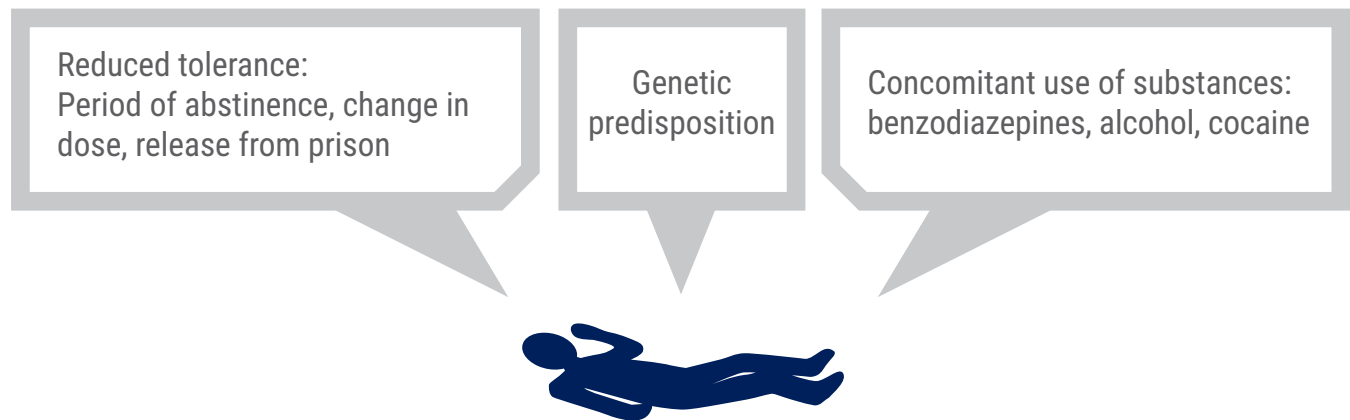 Reduced tolerance:
Period of abstinence, change in
dose, release from prison
Genetic
predisposition
Concomitant use of substances:
benzodiazepines, alcohol, cocaine